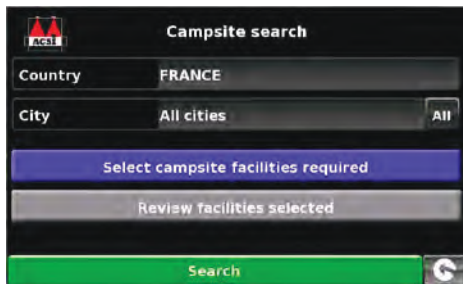 ACSI
Campsite search
Country FRANCE
City All cities All
Select campsite facilities required
Review facilities selected
Search